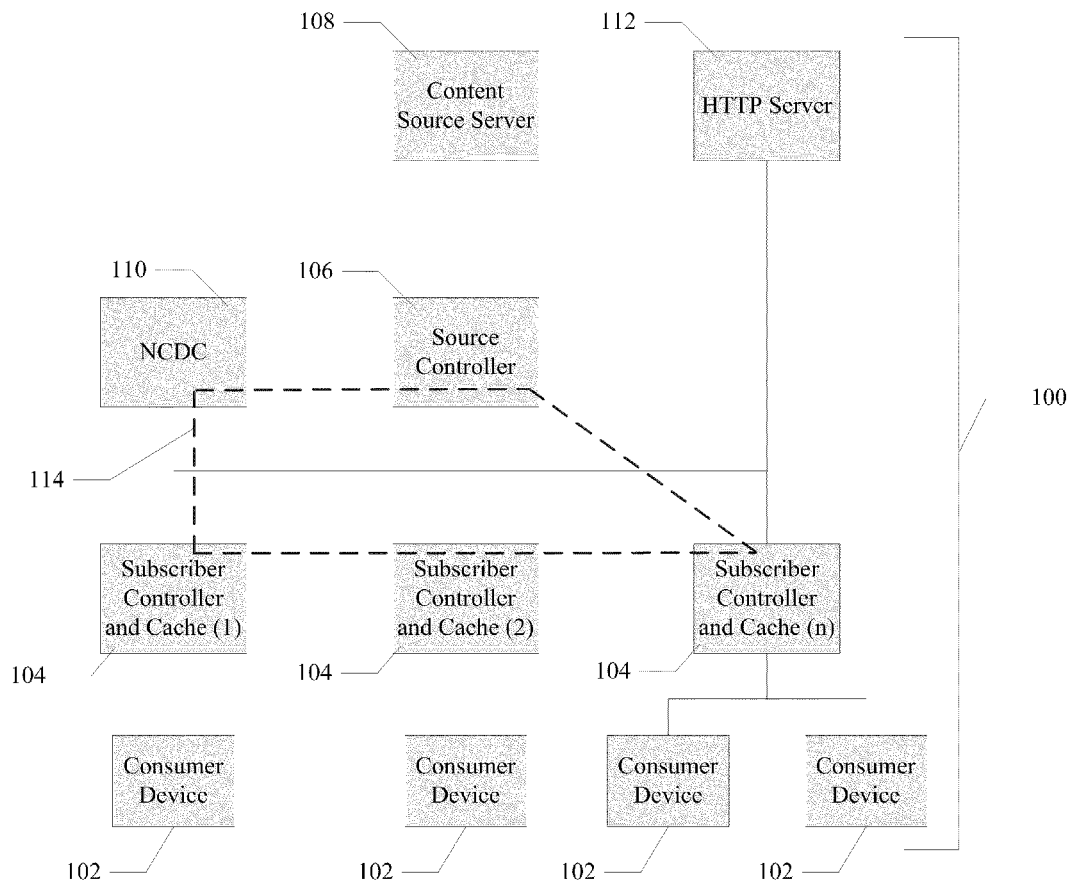 108
112
Content
Source Server
HTTP Server
110
106
NCDC
Source
Controller
100
114
Subscriber
Controller
and Cache (1)
Subscriber
Controller
and Cache (2)
Subscriber
Controller
and Cache (n)
104
104
104
Consumer
Device
Consumer
Device
Consumer
Device
Consumer
Device
102
102
102
102